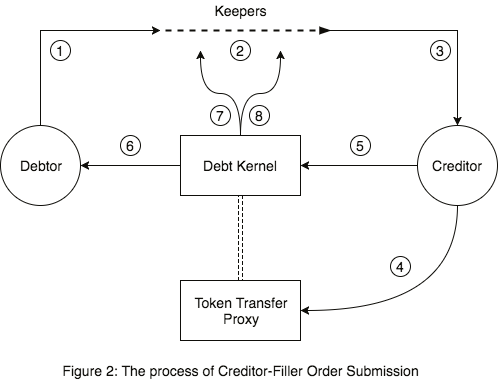 Keepers
1
2
3
7
8
6
5
Debtor
Debt Kernel
Creditor
4
Token Transfer
Proxy
Figure 2: The process of Creditor-Filler Order Submission